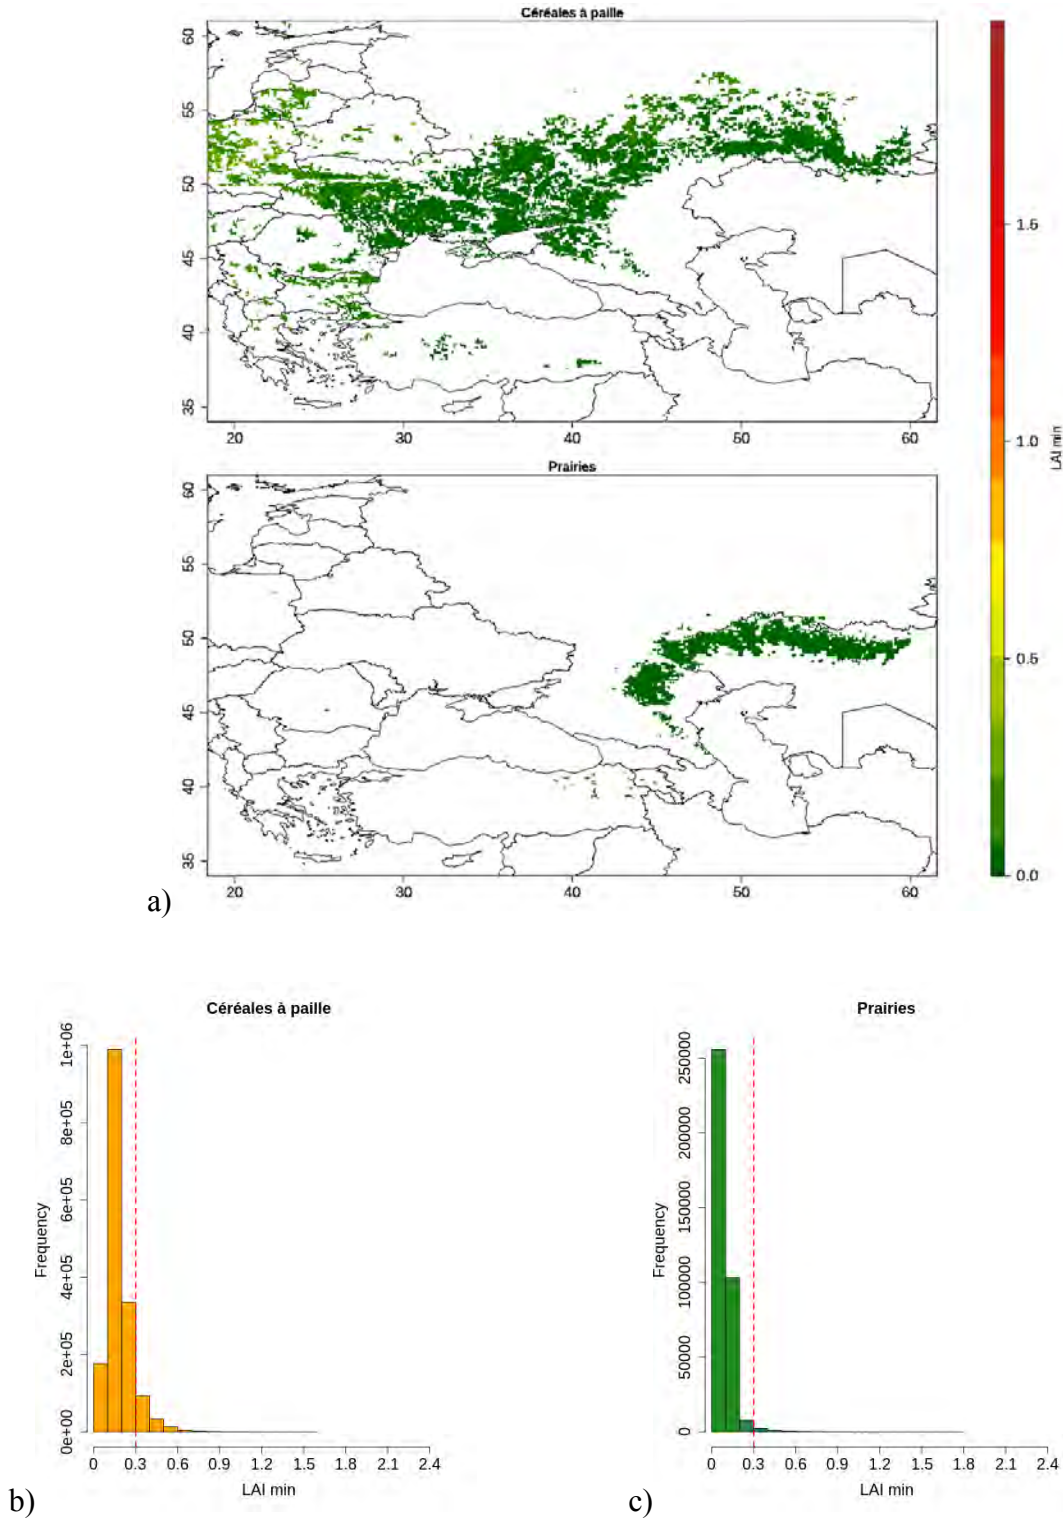 Céréales à paille
60
55
50
45
40
35
20 30 40 50 60
Prairies
60
55
50
45
40
35
20 30 40 50 60
1.5
1.0
0.5
0.0
LAI min
a)
Céréales à paille
1e+06
8e+05
6e+05
4e+05
2e+05
0e+00
Frequency
0 0.3 0.6 0.9 1.2 1.5 1.8 2.1 2.4
LAI min
b)
Prairies
250000
200000
150000
100000
50000
0
Frequency
0 0.3 0.6 0.9 1.2 1.5 1.8 2.1 2.4
LAI min
c)